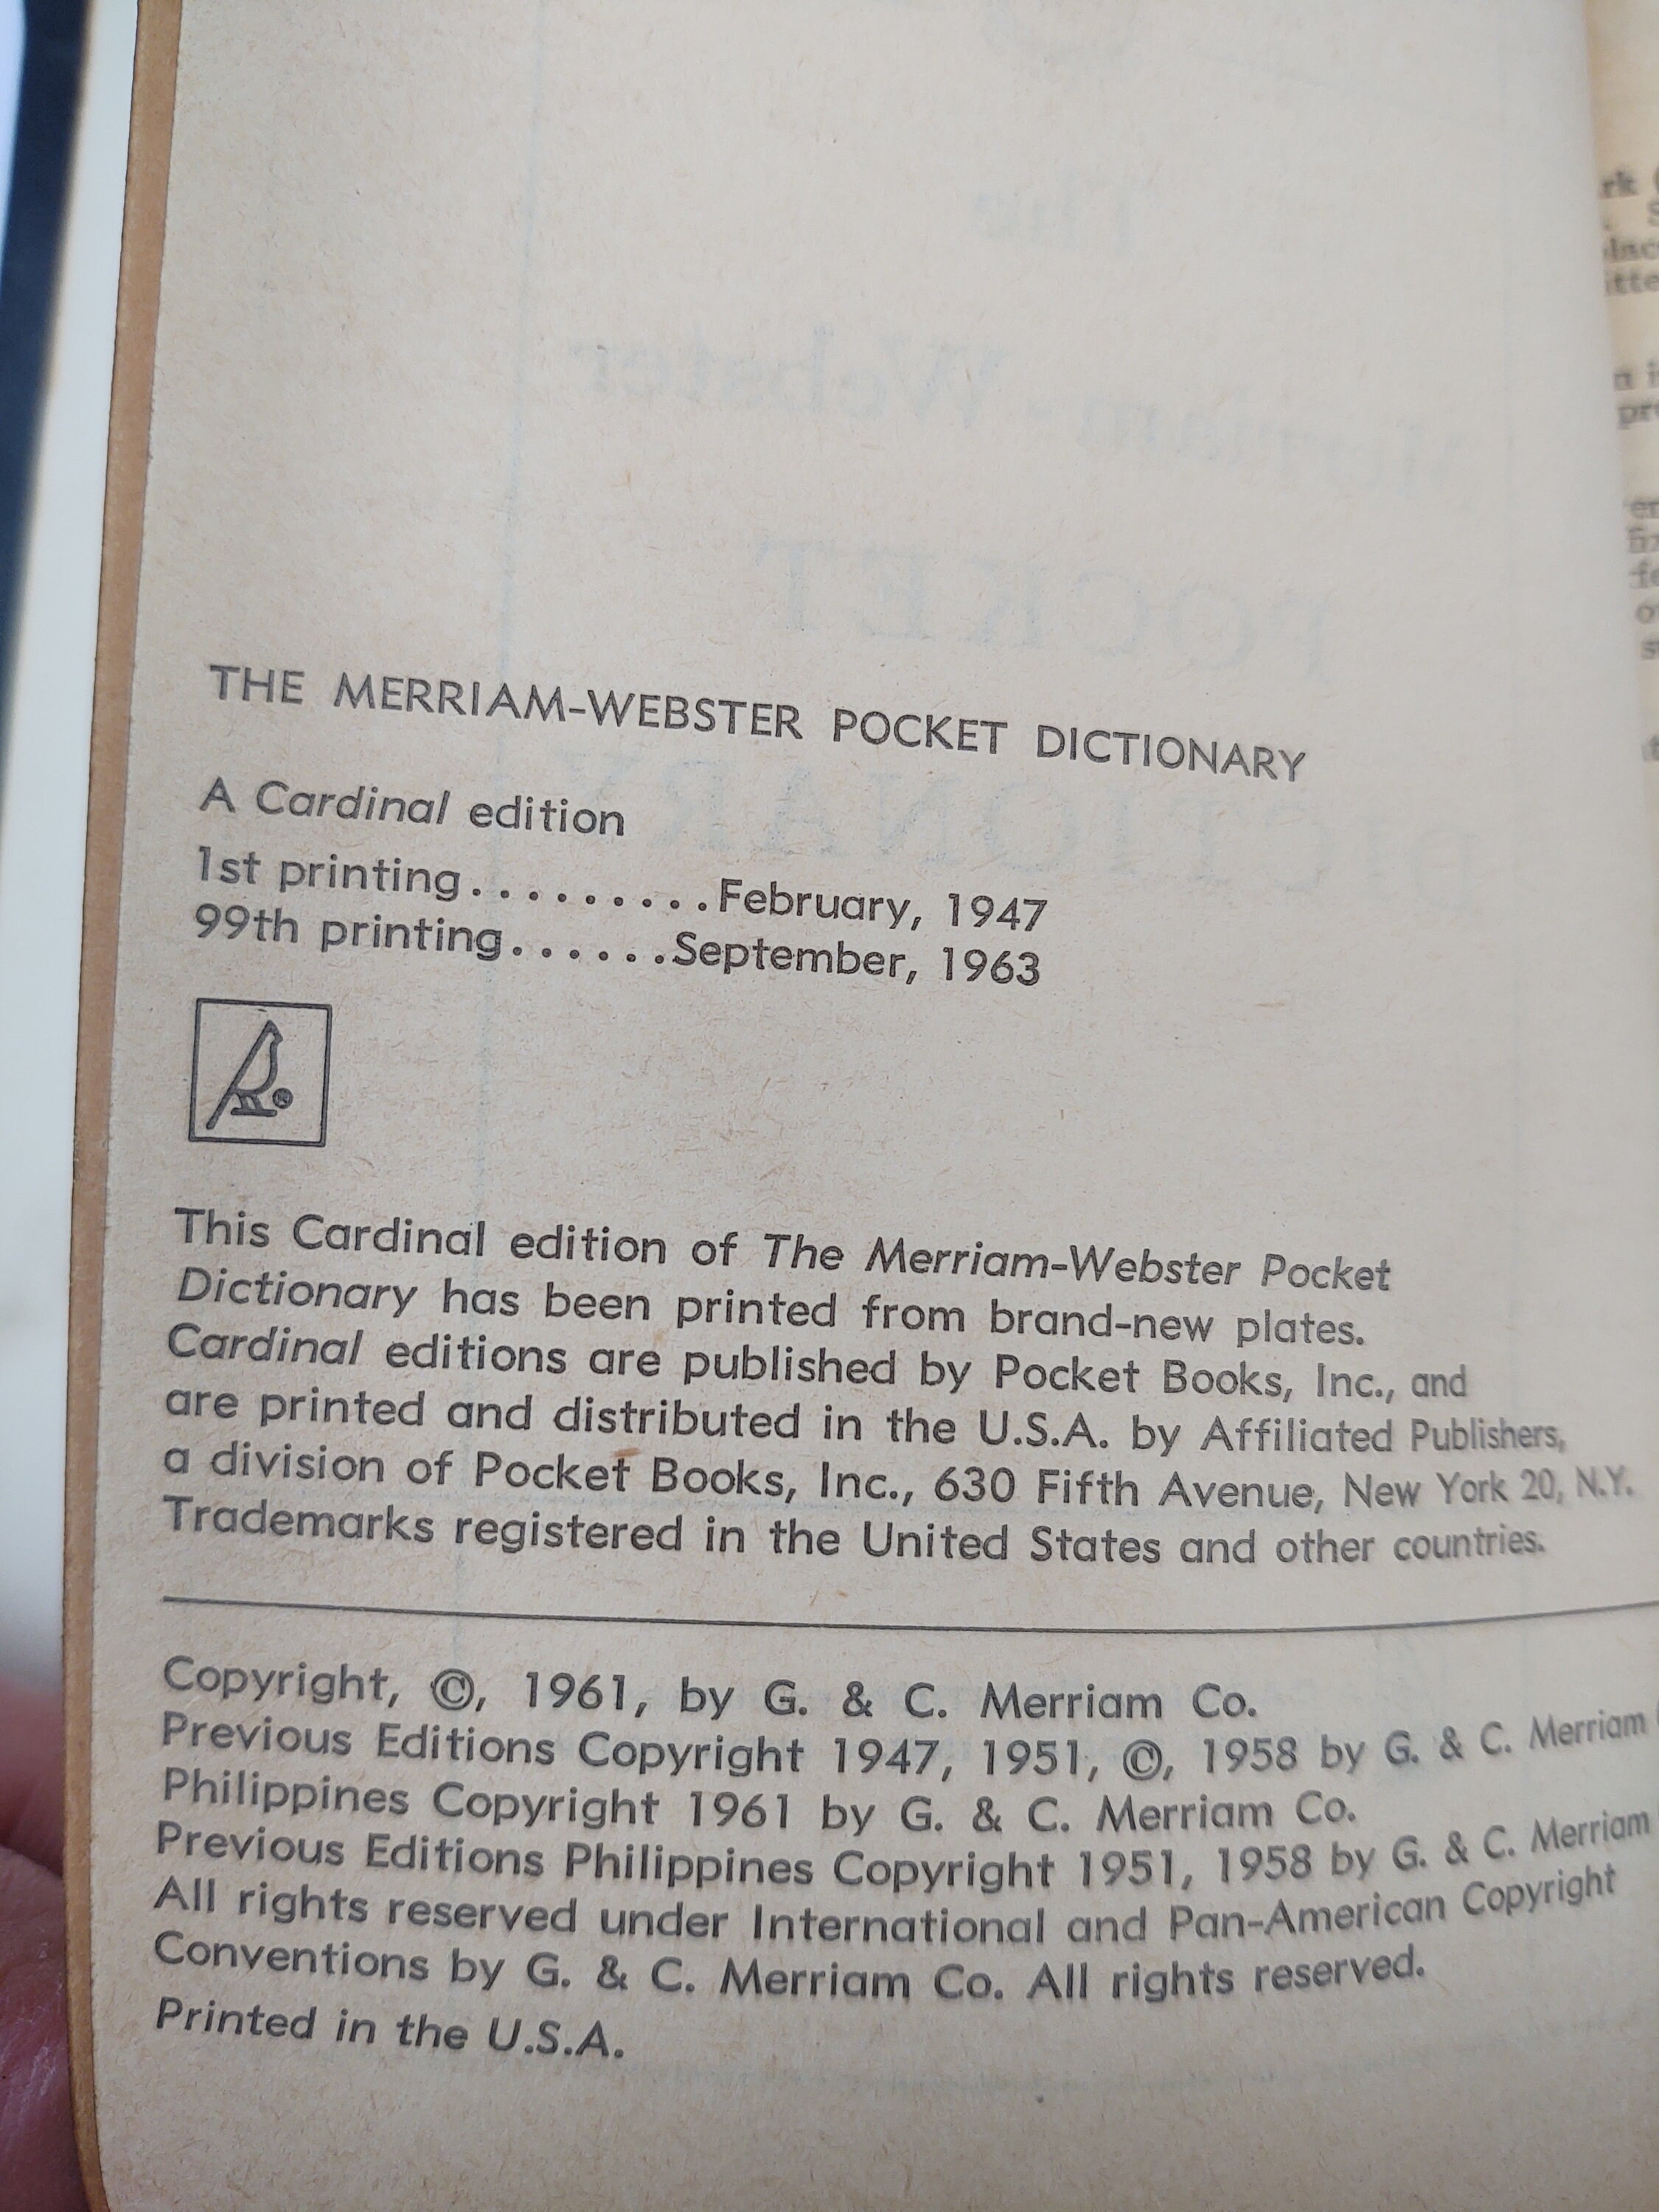 THE MERRIAM-WEBSTER POCKET DICTIONARY
A Cardinal edition
1st printing.........February, 1947
99th printing......September, 1963
This Cardinal edition of The Merriam-Webster Pocket
Dictionary has been printed from brand-new plates.
Cardinal editions are published by Pocket Books, Inc., and
are printed and distributed in the U.S.A. by Affiliated Publishers,
a division of Pocket Books, Inc., 630 Fifth Avenue, New York 20, N.Y.
Trademarks registered in the United States and other countries.
Copyright, ©, 1961, by G. & C. Merriam Co.
Previous Editions Copyright 1947, 1951, ©, 1958 by G. & C. Merriam
Philippines Copyright 1961 by G. & C. Merriam Co.
Previous Editions Philippines Copyright 1951, 1958 by G. & C. Merriam
All rights reserved under International and Pan-American Copyright
Conventions by G. & C. Merriam Co. All rights reserved.
Printed in the U.S.A.